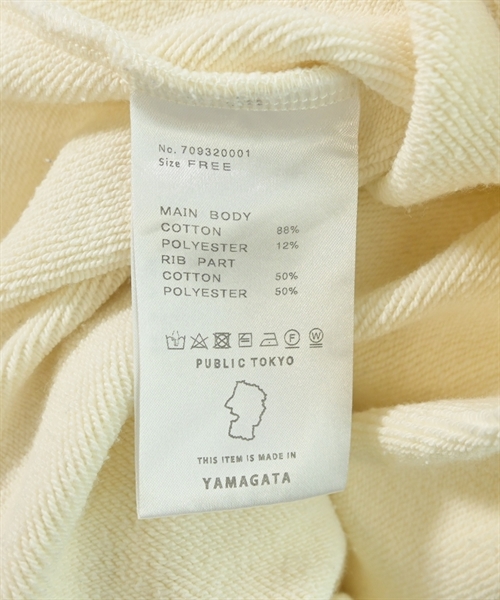 No. 709320001
Size FREE
MAIN BODY
COTTON 88%
POLYESTER 12%
RIB PART
COTTON 50%
POLYESTER 50%
F W
PUBLIC TOKYO
THIS ITEM IS MADE IN
YAMAGATA